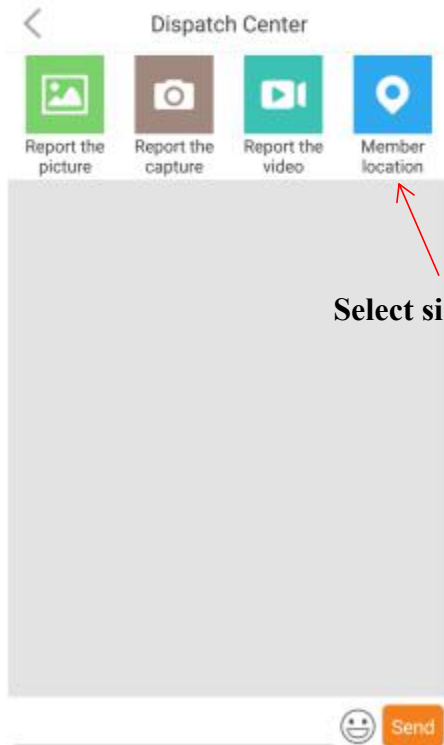 Dispatch Center
Report the
picture
Report the
capture
Report the
video
Member
location
Select si
Send